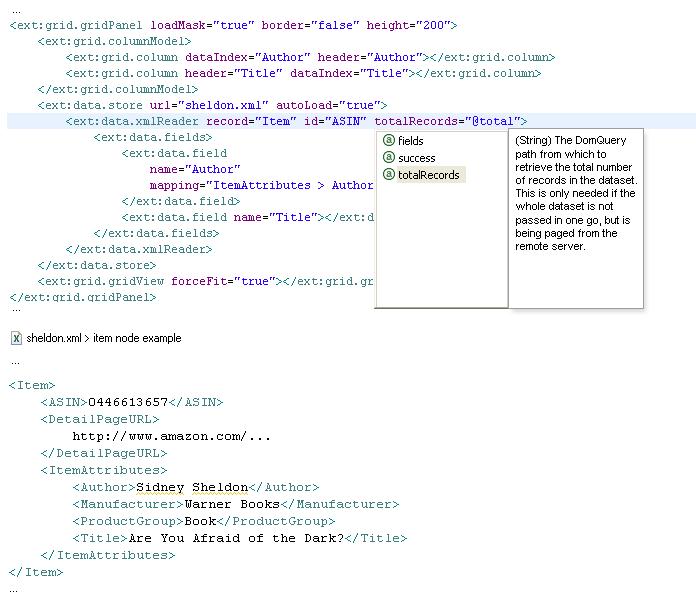 ...
<ext:grid.gridPanel loadMask="true" border="false" height="200">
<ext:grid.columnModel>
<ext:grid.column dataIndex="Author" header="Author"></ext:grid.column>
<ext:grid.column header="Title" dataIndex="Title"></ext:grid.column>
</ext:grid.columnModel>
<ext:data.store url="sheldon.xml" autoLoad="true">
<ext:data.xmlReader record="Item" id="ASIN" totalRecords="@total">
<ext:data.fields>
<ext:data.field
name="Author"
mapping="ItemAttributes > Author
</ext:data.field>
<ext:data.field name="Title"></ext:d
</ext:data.fields>
</ext:data.xmlReader>
</ext:data.store>
<ext:grid.gridView forceFit="true"></ext:grid.gr
</ext:grid.gridPanel>
...
fields
success
totalRecords
(String) The DomQuery
path from which to
retrieve the total number
of records in the dataset.
This is only needed if the
whole dataset is not
passed in one go, but is
being paged from the
remote server.
sheldon.xml > item node example
...
<Item>
<ASIN>0446613657</ASIN>
<DetailPageURL>
http://www.amazon.com/...
</DetailPageURL>
<ItemAttributes>
<Author>Sidney Sheldon</Author>
<Manufacturer>Warner Books</Manufacturer>
<ProductGroup>Book</ProductGroup>
<Title>Are You Afraid of the Dark?</Title>
</ItemAttributes>
</Item>
...